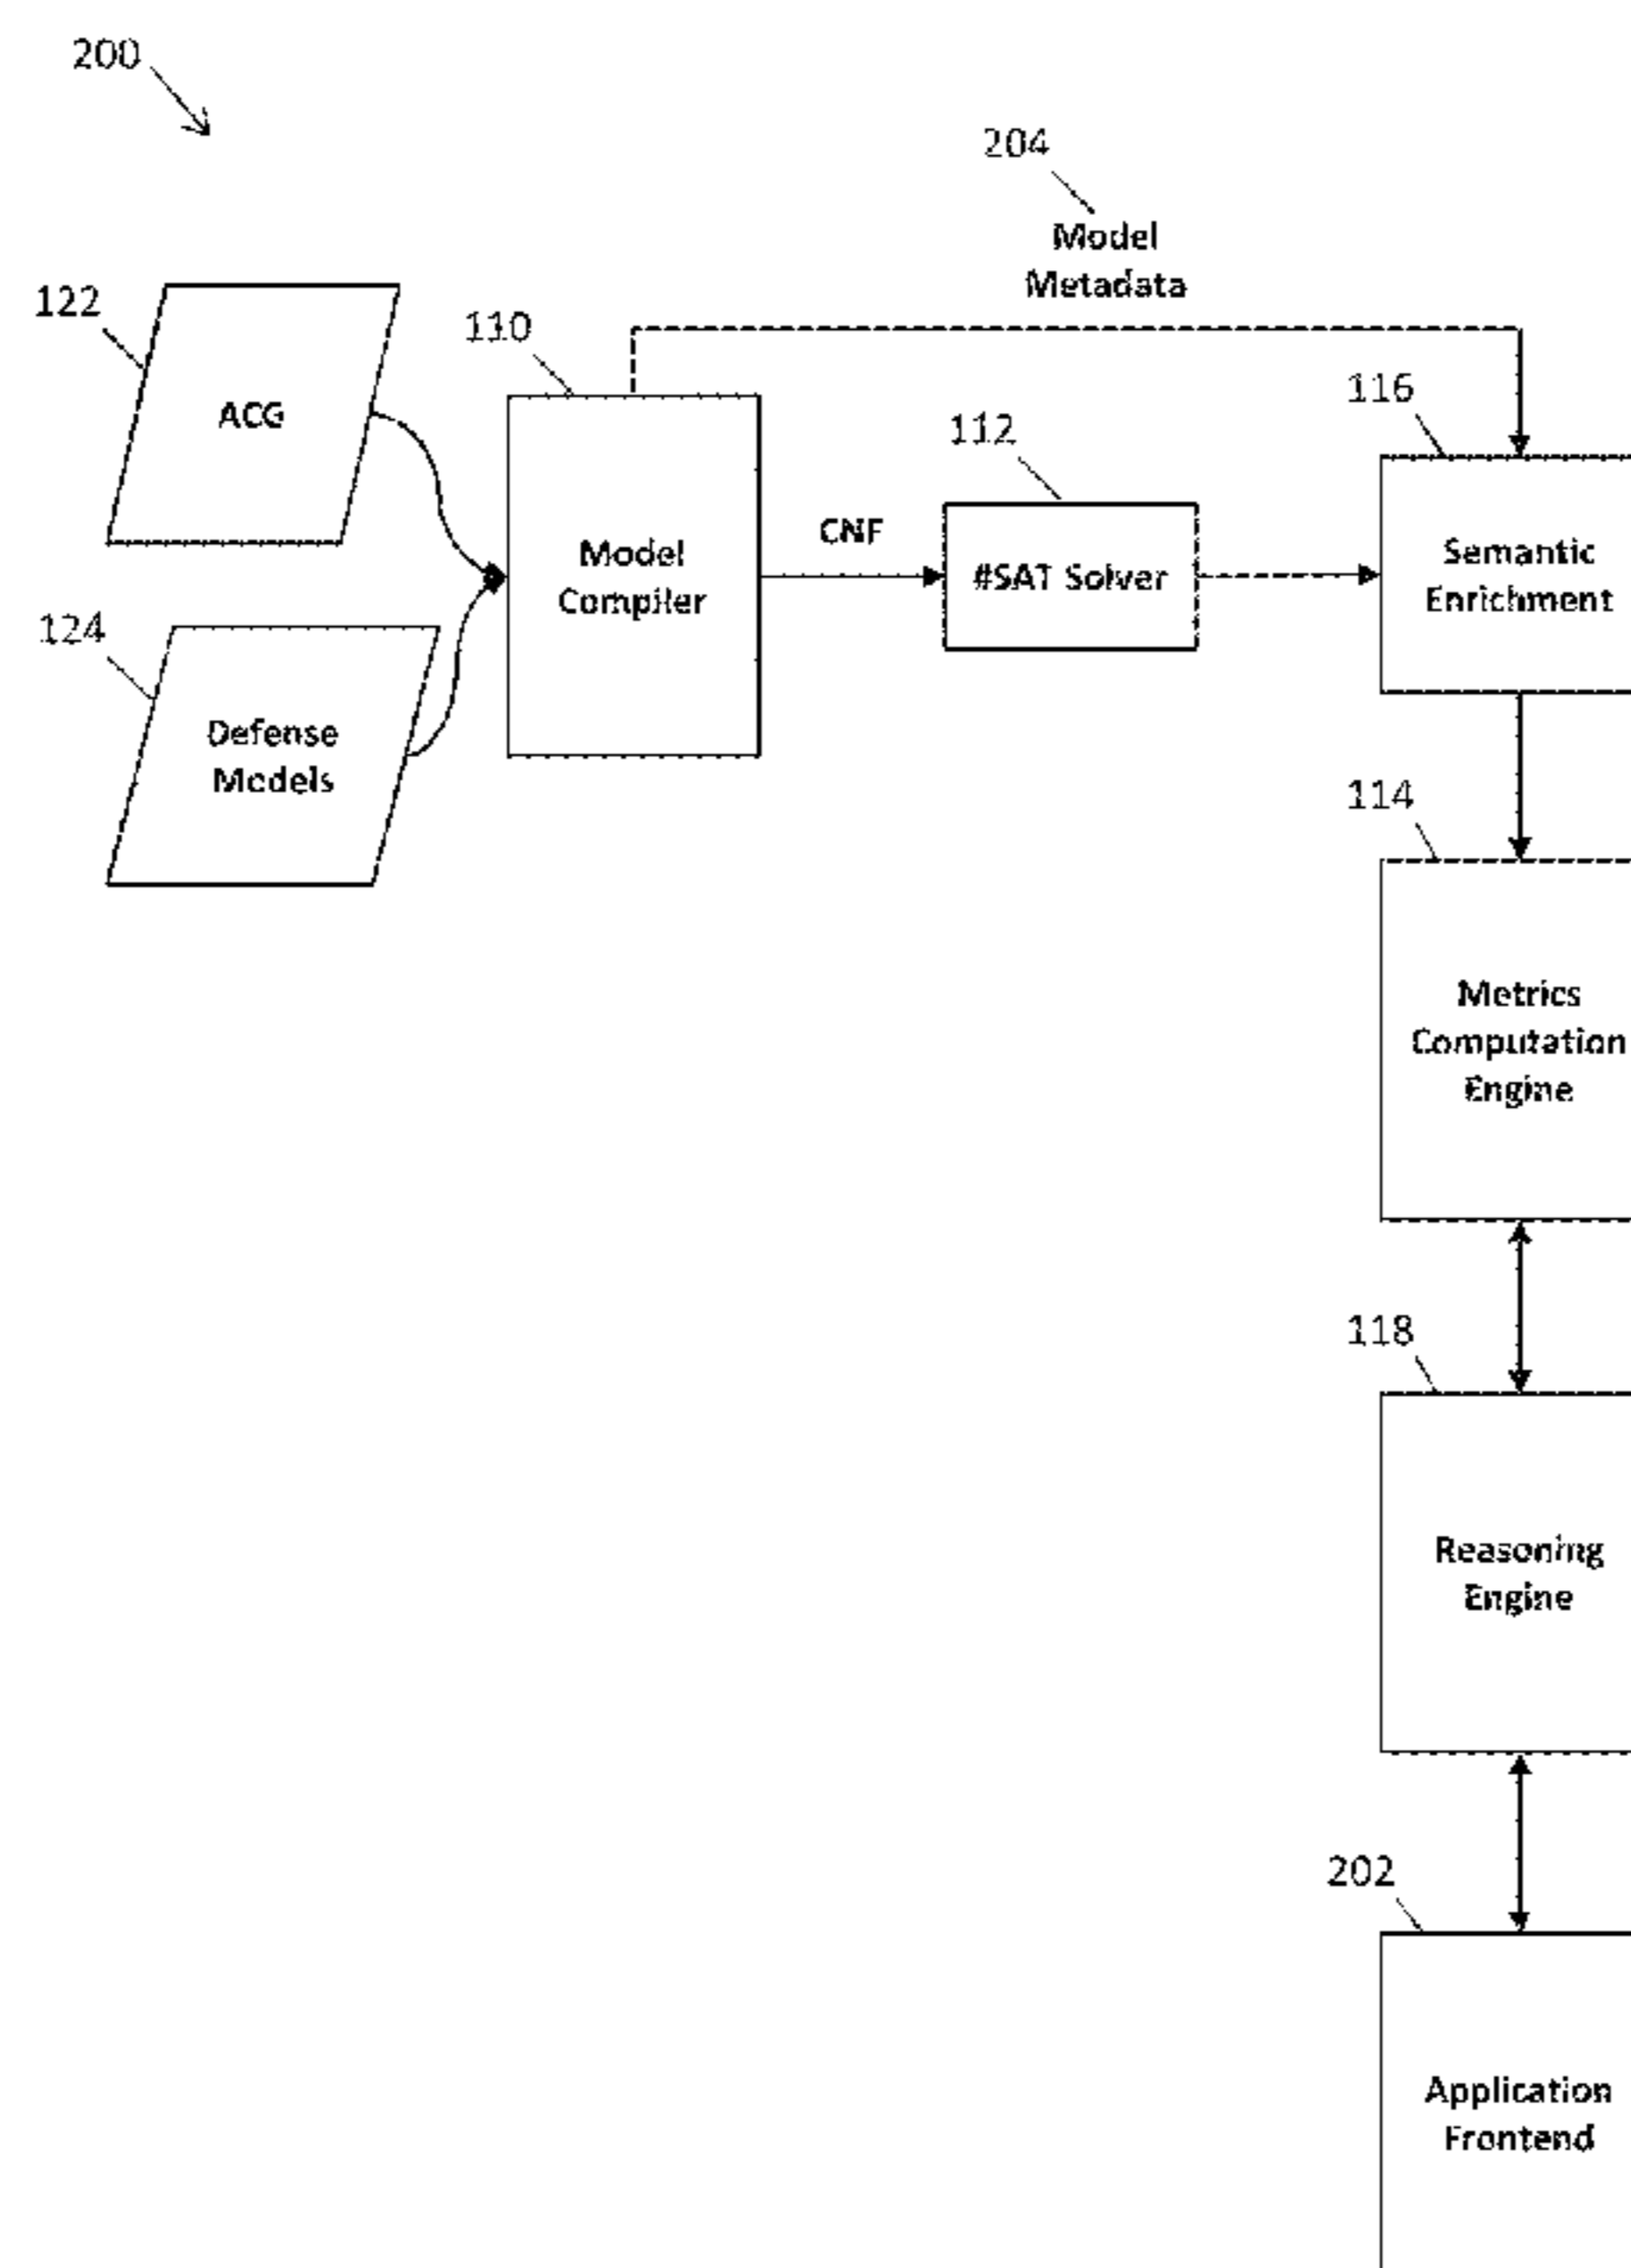 200
204
Model
Metadata
122
110
116
ACG
112
CNF
Model
Compiler
#SAT Solver
Semantic
Enrichment
124
Defense
Models
114
Metrics
Computation
Engine
118
Reasoning
Engine
202
Application
Frontend